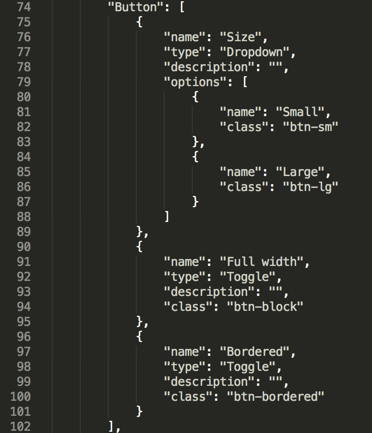 74 "Button": [
75 {
76 "name": "Size",
77 "type": "Dropdown",
78 "description": "",
79 "options": [
80 {
81 "name": "Small",
82 "class": "btn-sm"
83 },
84 {
85 "name": "Large",
86 "class": "btn-lg"
87 }
88 ]
89 },
90 {
91 "name": "Full width",
92 "type": "Toggle",
93 "description": "",
94 "class": "btn-block"
95 },
96 {
97 "name": "Bordered",
98 "type": "Toggle",
99 "description": "",
100 "class": "btn-bordered"
101 }
102 ],